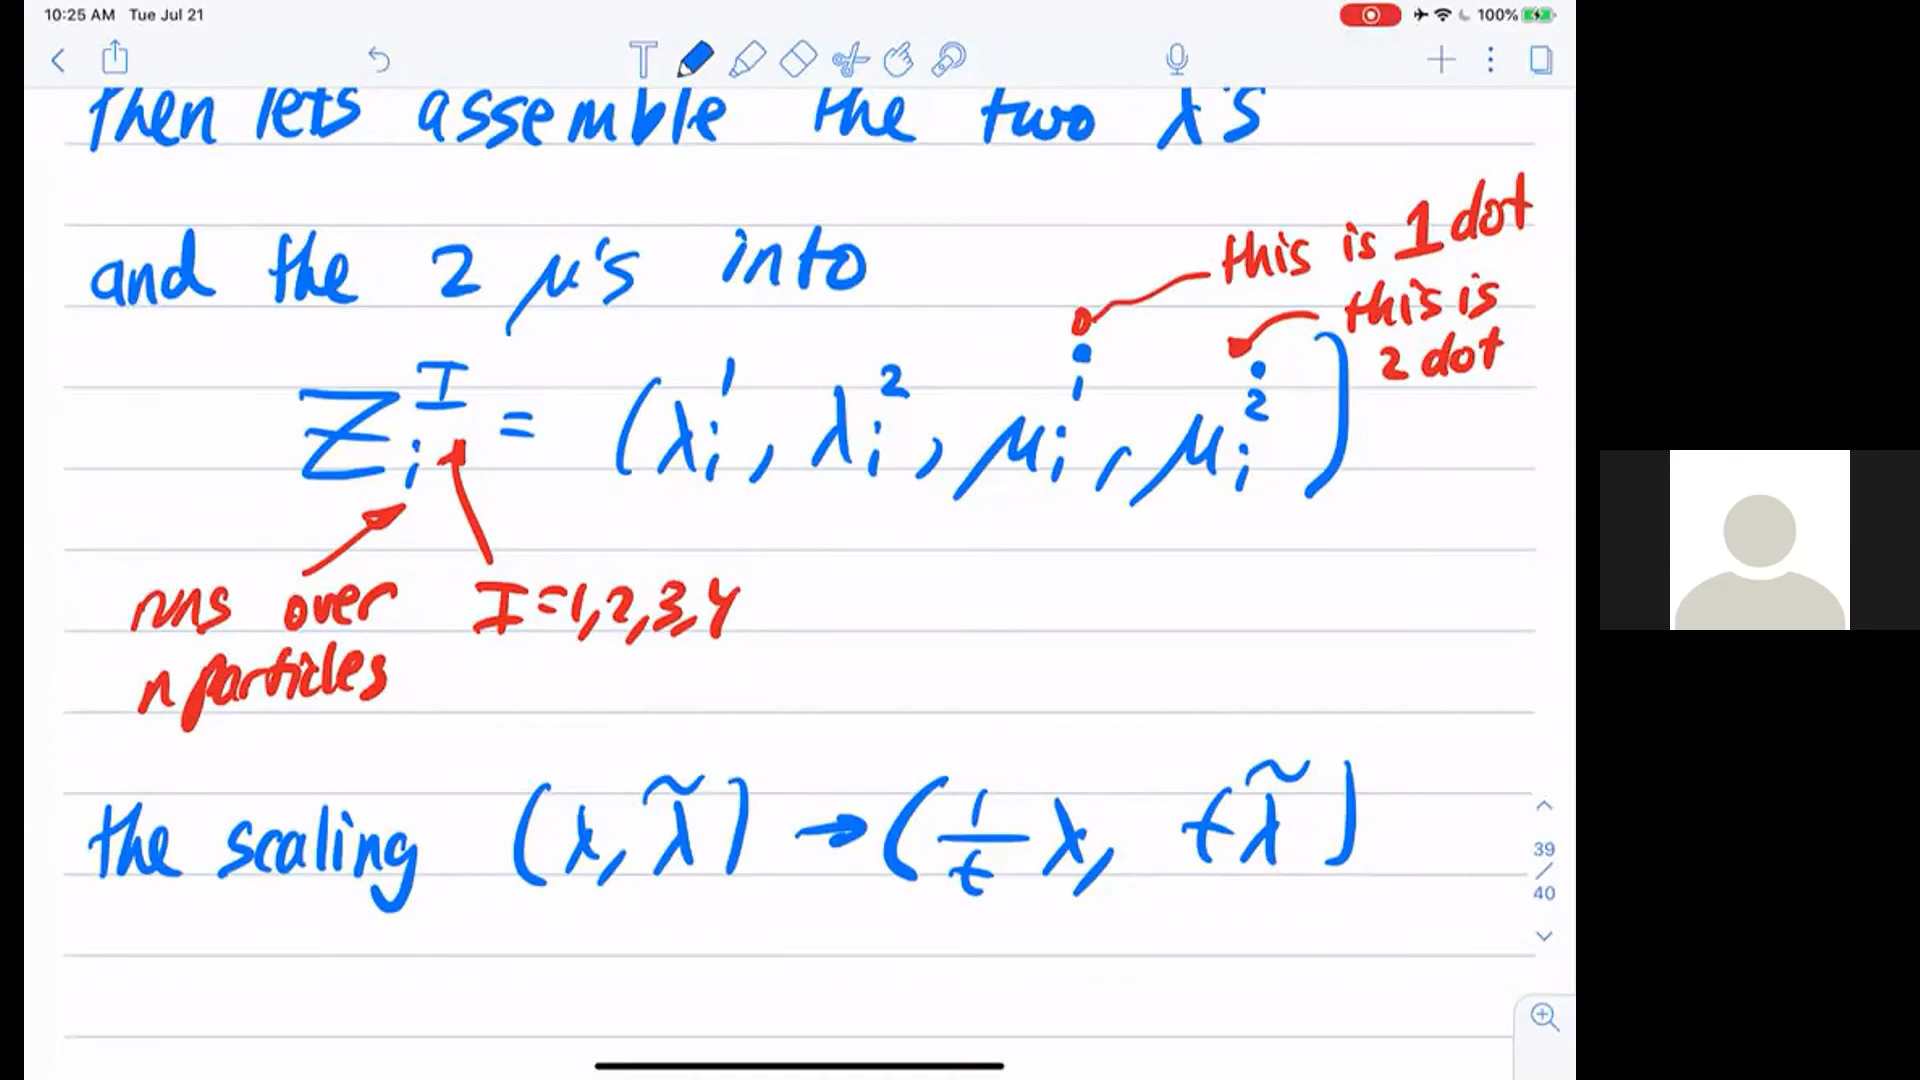 10:25 AM Tue Jul 21
100%
then lets assemble the two λ's
and the 2 μ's into
this is 1 dot
this is
2 dot
Z_i^I = (λ_i^1, λ_i^2, μ_i^{\dot{1}}, μ_i^{\dot{2}})
runs over
n particles
I=1,2,3,4
the scaling (λ, λ̃) → (1/t λ, t λ̃)
39
/
40